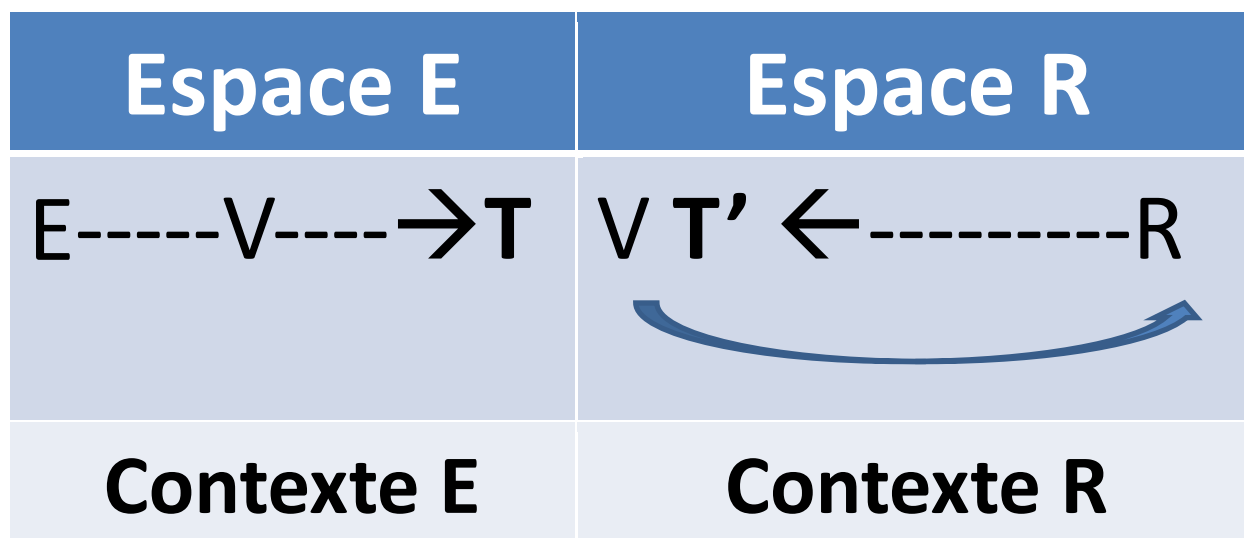 Espace E Espace R
E-----V----→T V T’ ←---------R
Contexte E Contexte R